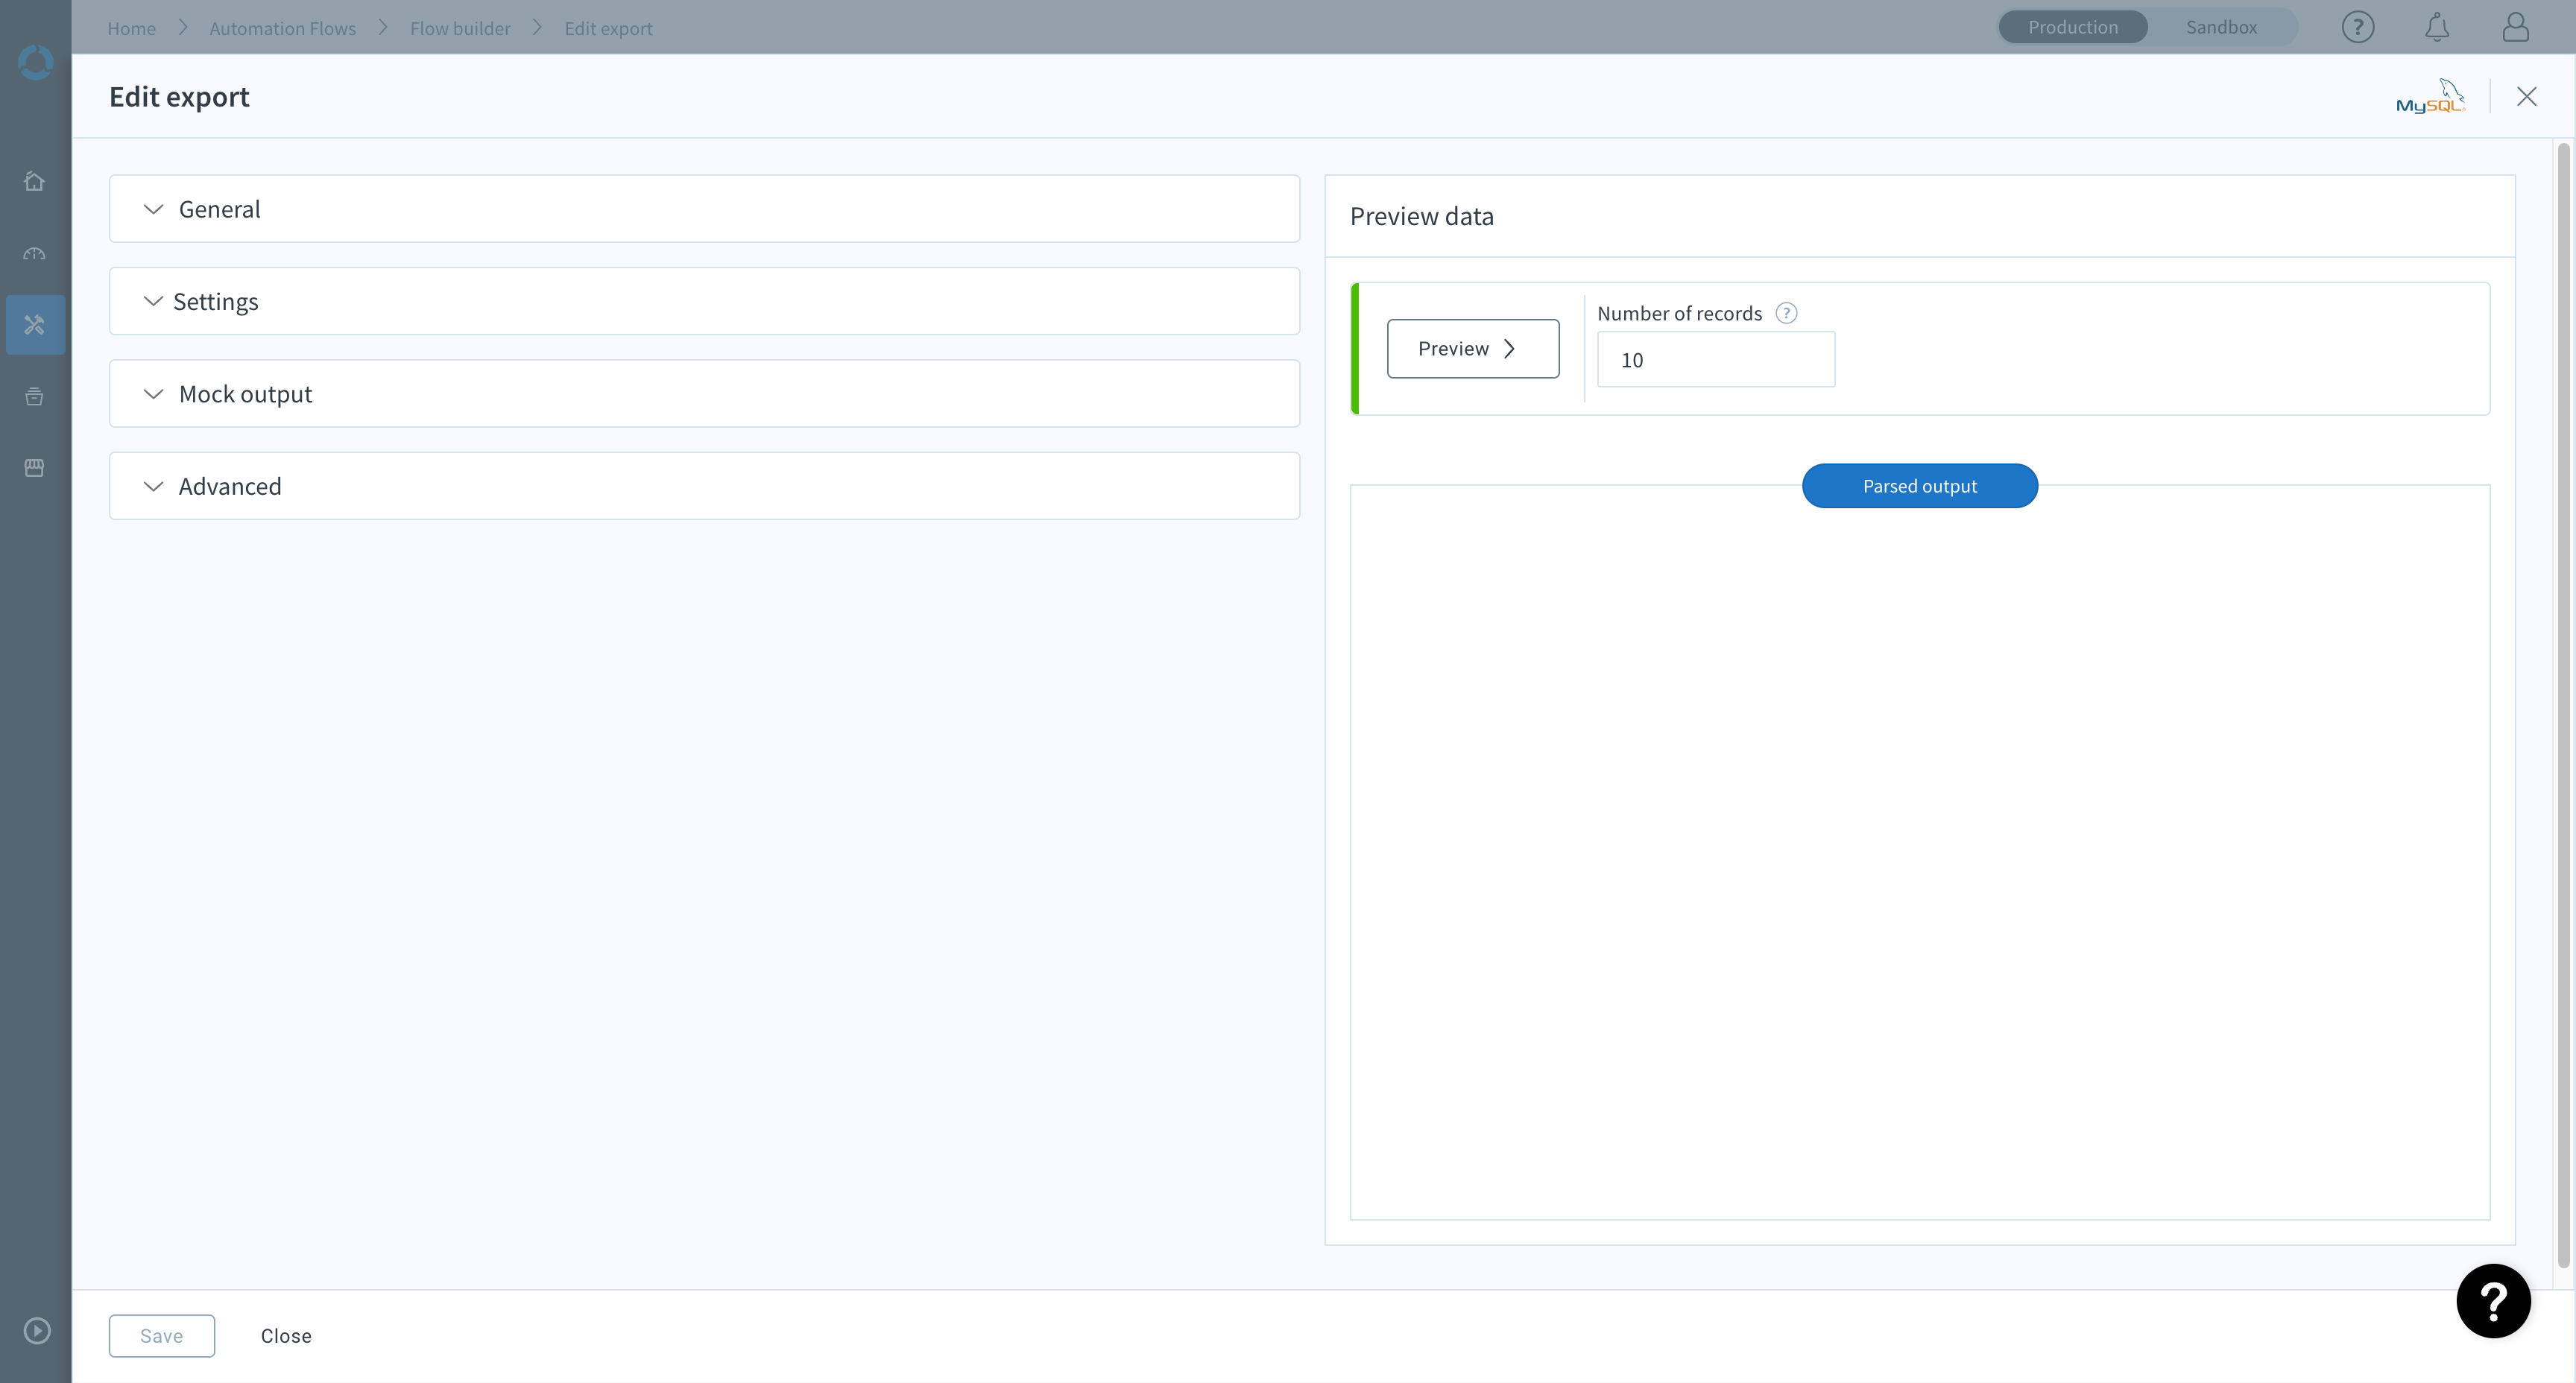 Home
Automation Flows
Flow builder
Edit export
Production
Sandbox
?
Edit export
MySQL
General
Settings
Mock output
Advanced
Preview data
Preview
Number of records ?
10
Parsed output
Save
Close
?